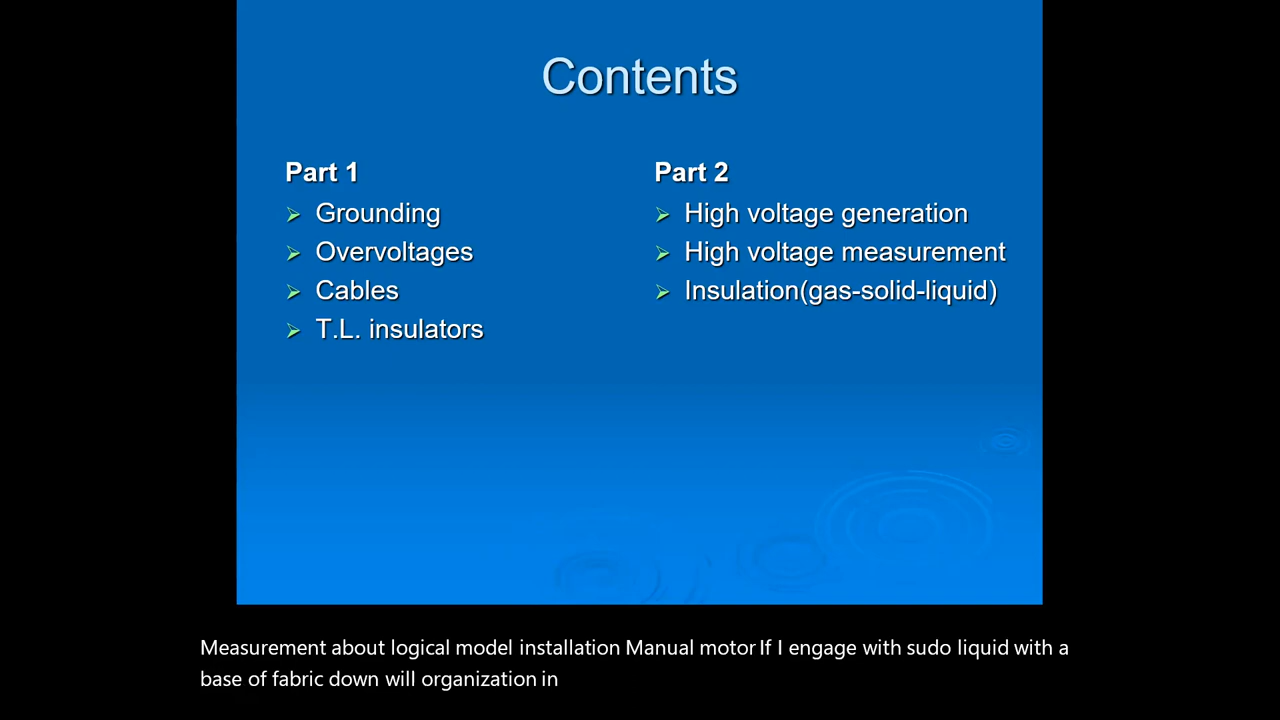 Contents
Part 1
Grounding
Overvoltages
Cables
T.L. insulators
Part 2
High voltage generation
High voltage measurement
Insulation(gas-solid-liquid)
Measurement about logical model installation Manual motor If I engage with sudo liquid with a
base of fabric down will organization in